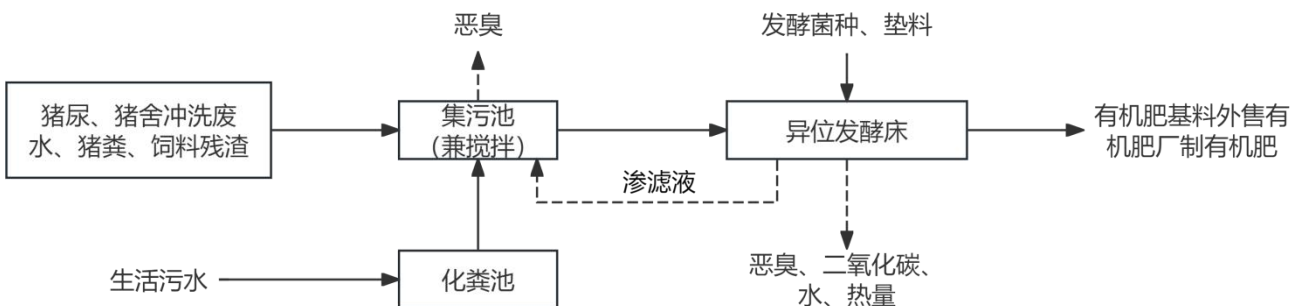 恶臭
发酵菌种、垫料
猪尿、猪舍冲洗废
水、猪粪、饲料残渣
集污池
（兼搅拌）
异位发酵床
有机肥基料外售有
机肥厂制有机肥
渗滤液
生活污水
化粪池
恶臭、二氧化碳、
水、热量